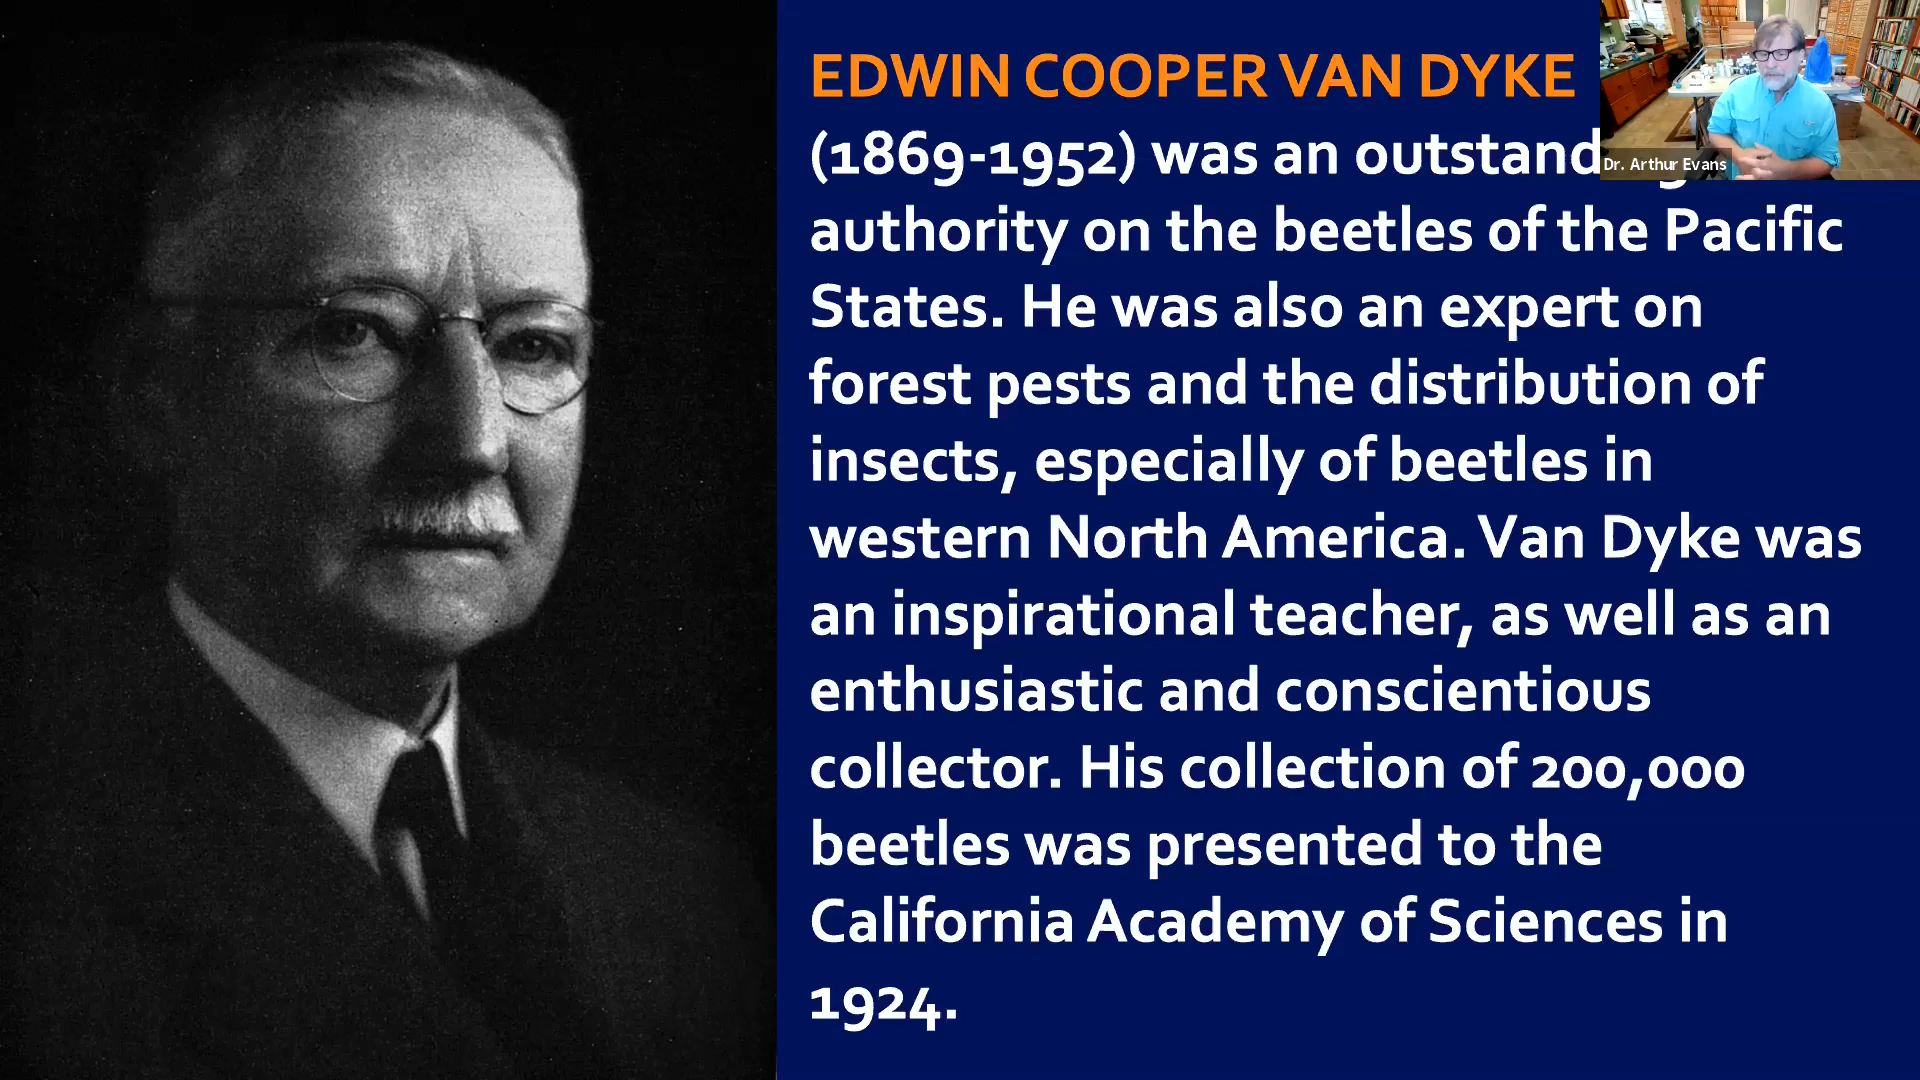 EDWIN COOPER VAN DYKE
(1869-1952) was an outstand g
authority on the beetles of the Pacific
States. He was also an expert on
forest pests and the distribution of
insects, especially of beetles in
western North America. Van Dyke was
an inspirational teacher, as well as an
enthusiastic and conscientious
collector. His collection of 200,000
beetles was presented to the
California Academy of Sciences in
1924.
Dr. Arthur Evans